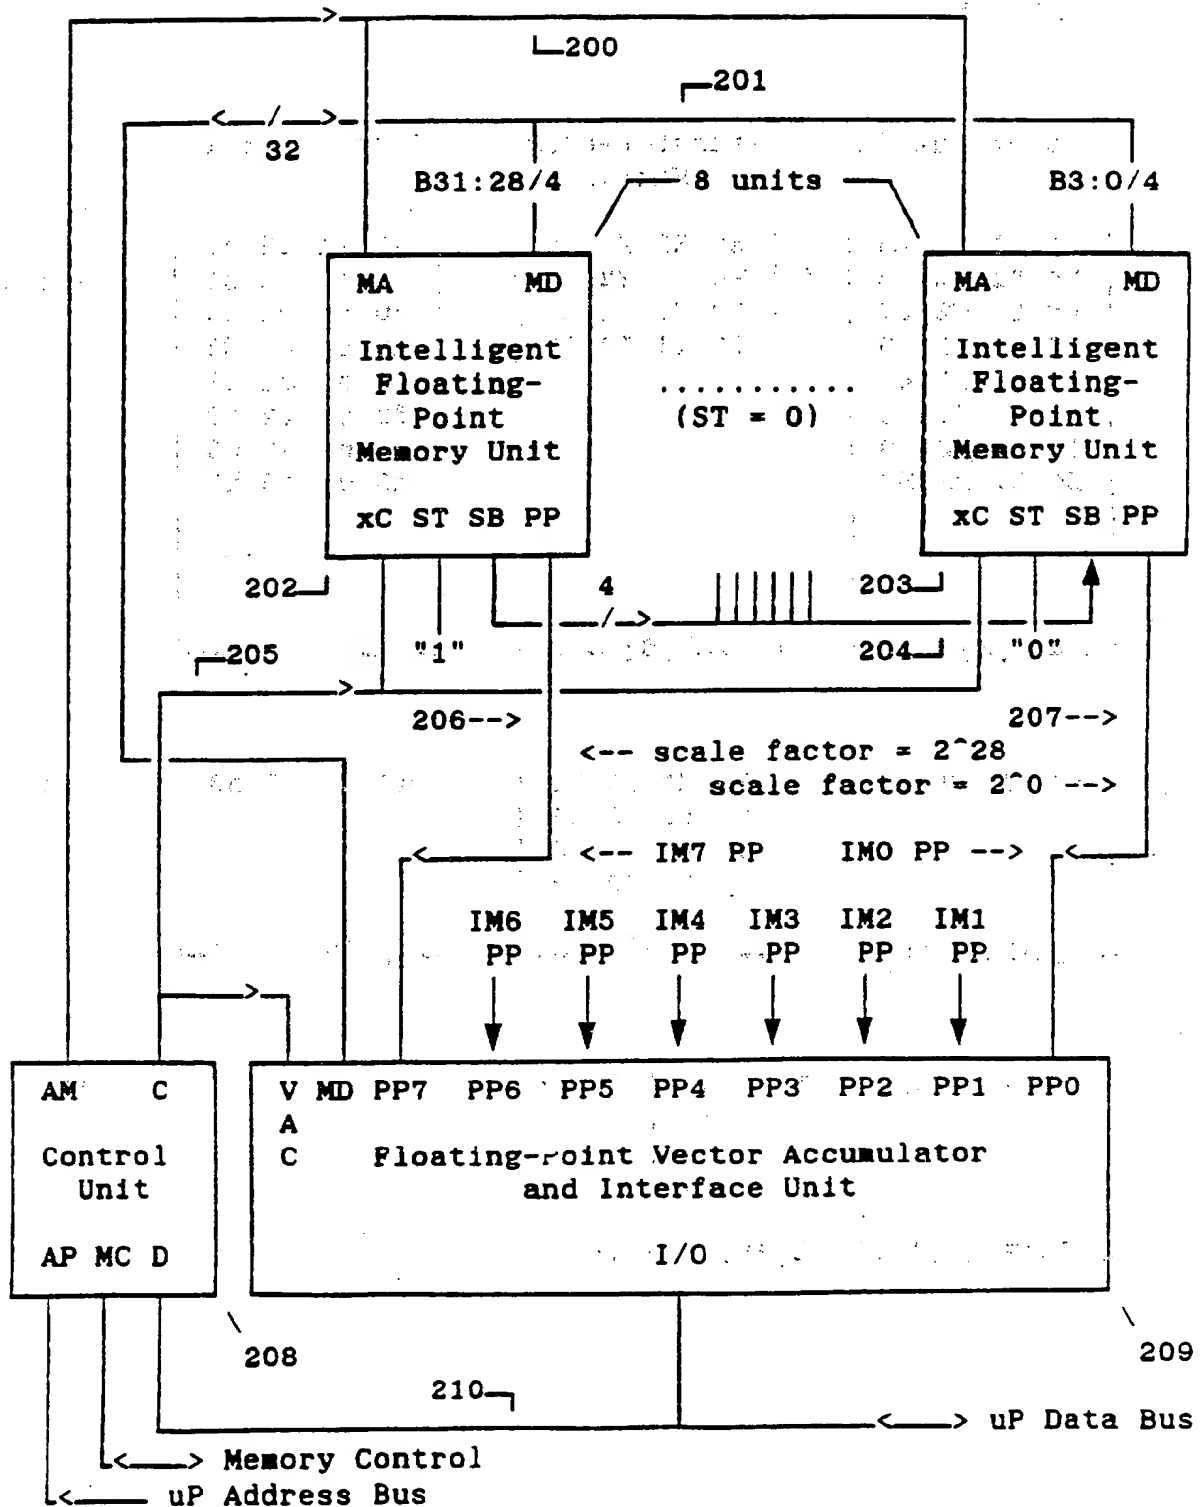 >
200
201
< / >
32
B31:28/4
8 units
B3:0/4
MA MD
MA MD
Intelligent
Floating-
Point
Memory Unit
...........
(ST = 0)
Intelligent
Floating-
Point
Memory Unit
xC ST SB PP
xC ST SB PP
202
4
/ >
203
205
"1"
204
"0"
>
206-->
207-->
<-- scale factor = 2^28
scale factor = 2^0 -->
<
<-- IM7 PP
IM0 PP -->
<
IM6 IM5 IM4 IM3 IM2 IM1
PP PP PP PP PP PP
>
AM C
V MD PP7 PP6 PP5 PP4 PP3 PP2 PP1 PP0
A
C
Control
Unit
Floating-Point Vector Accumulator
and Interface Unit
AP MC D
I/O
208
209
210
< > uP Data Bus
< > Memory Control
< uP Address Bus